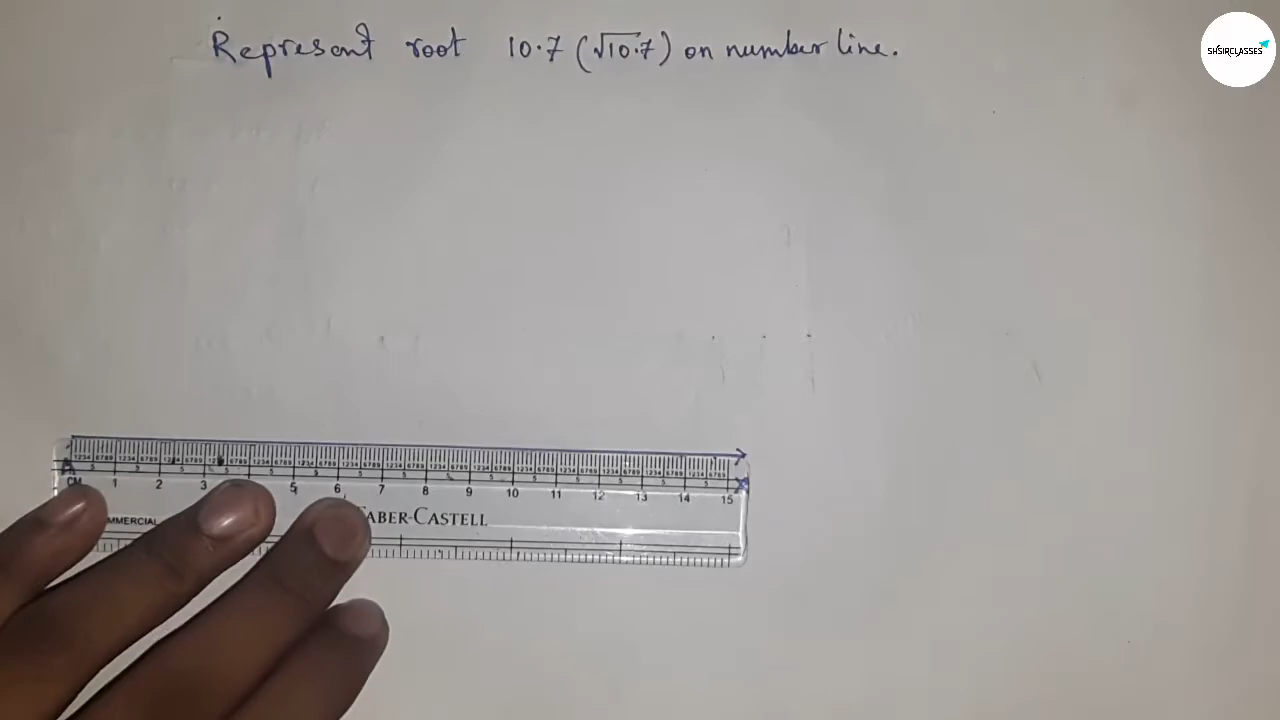 Represent root 10.7 (√10.7) on number line.
SHSIRCLASSES
A
X
CM 1 2 3 5 6 7 8 9 10 11 12 13 14 15
MMERCIAL FABER-CASTELL